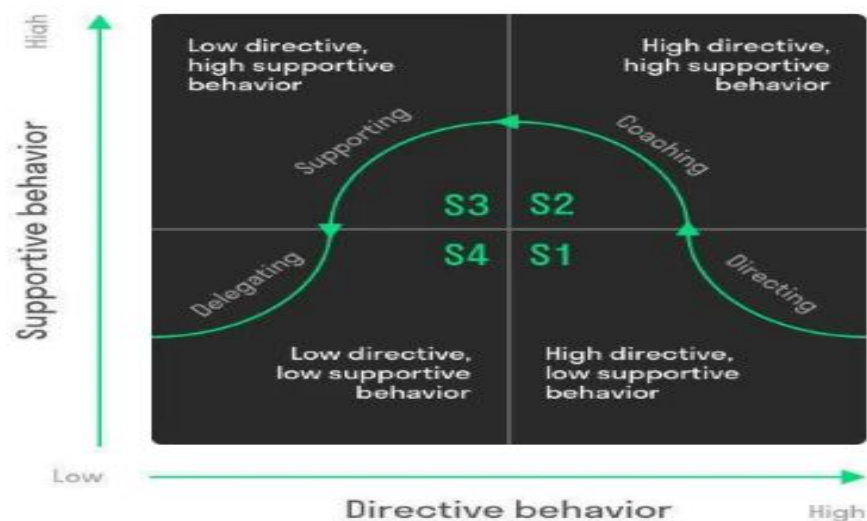 High
Supportive behavior
Low directive,
high supportive
behavior
High directive,
high supportive
behavior
Supporting
Coaching
S3
S2
S4
S1
Delegating
Directing
Low directive,
low supportive
behavior
High directive,
low supportive
behavior
Low
Directive behavior
High